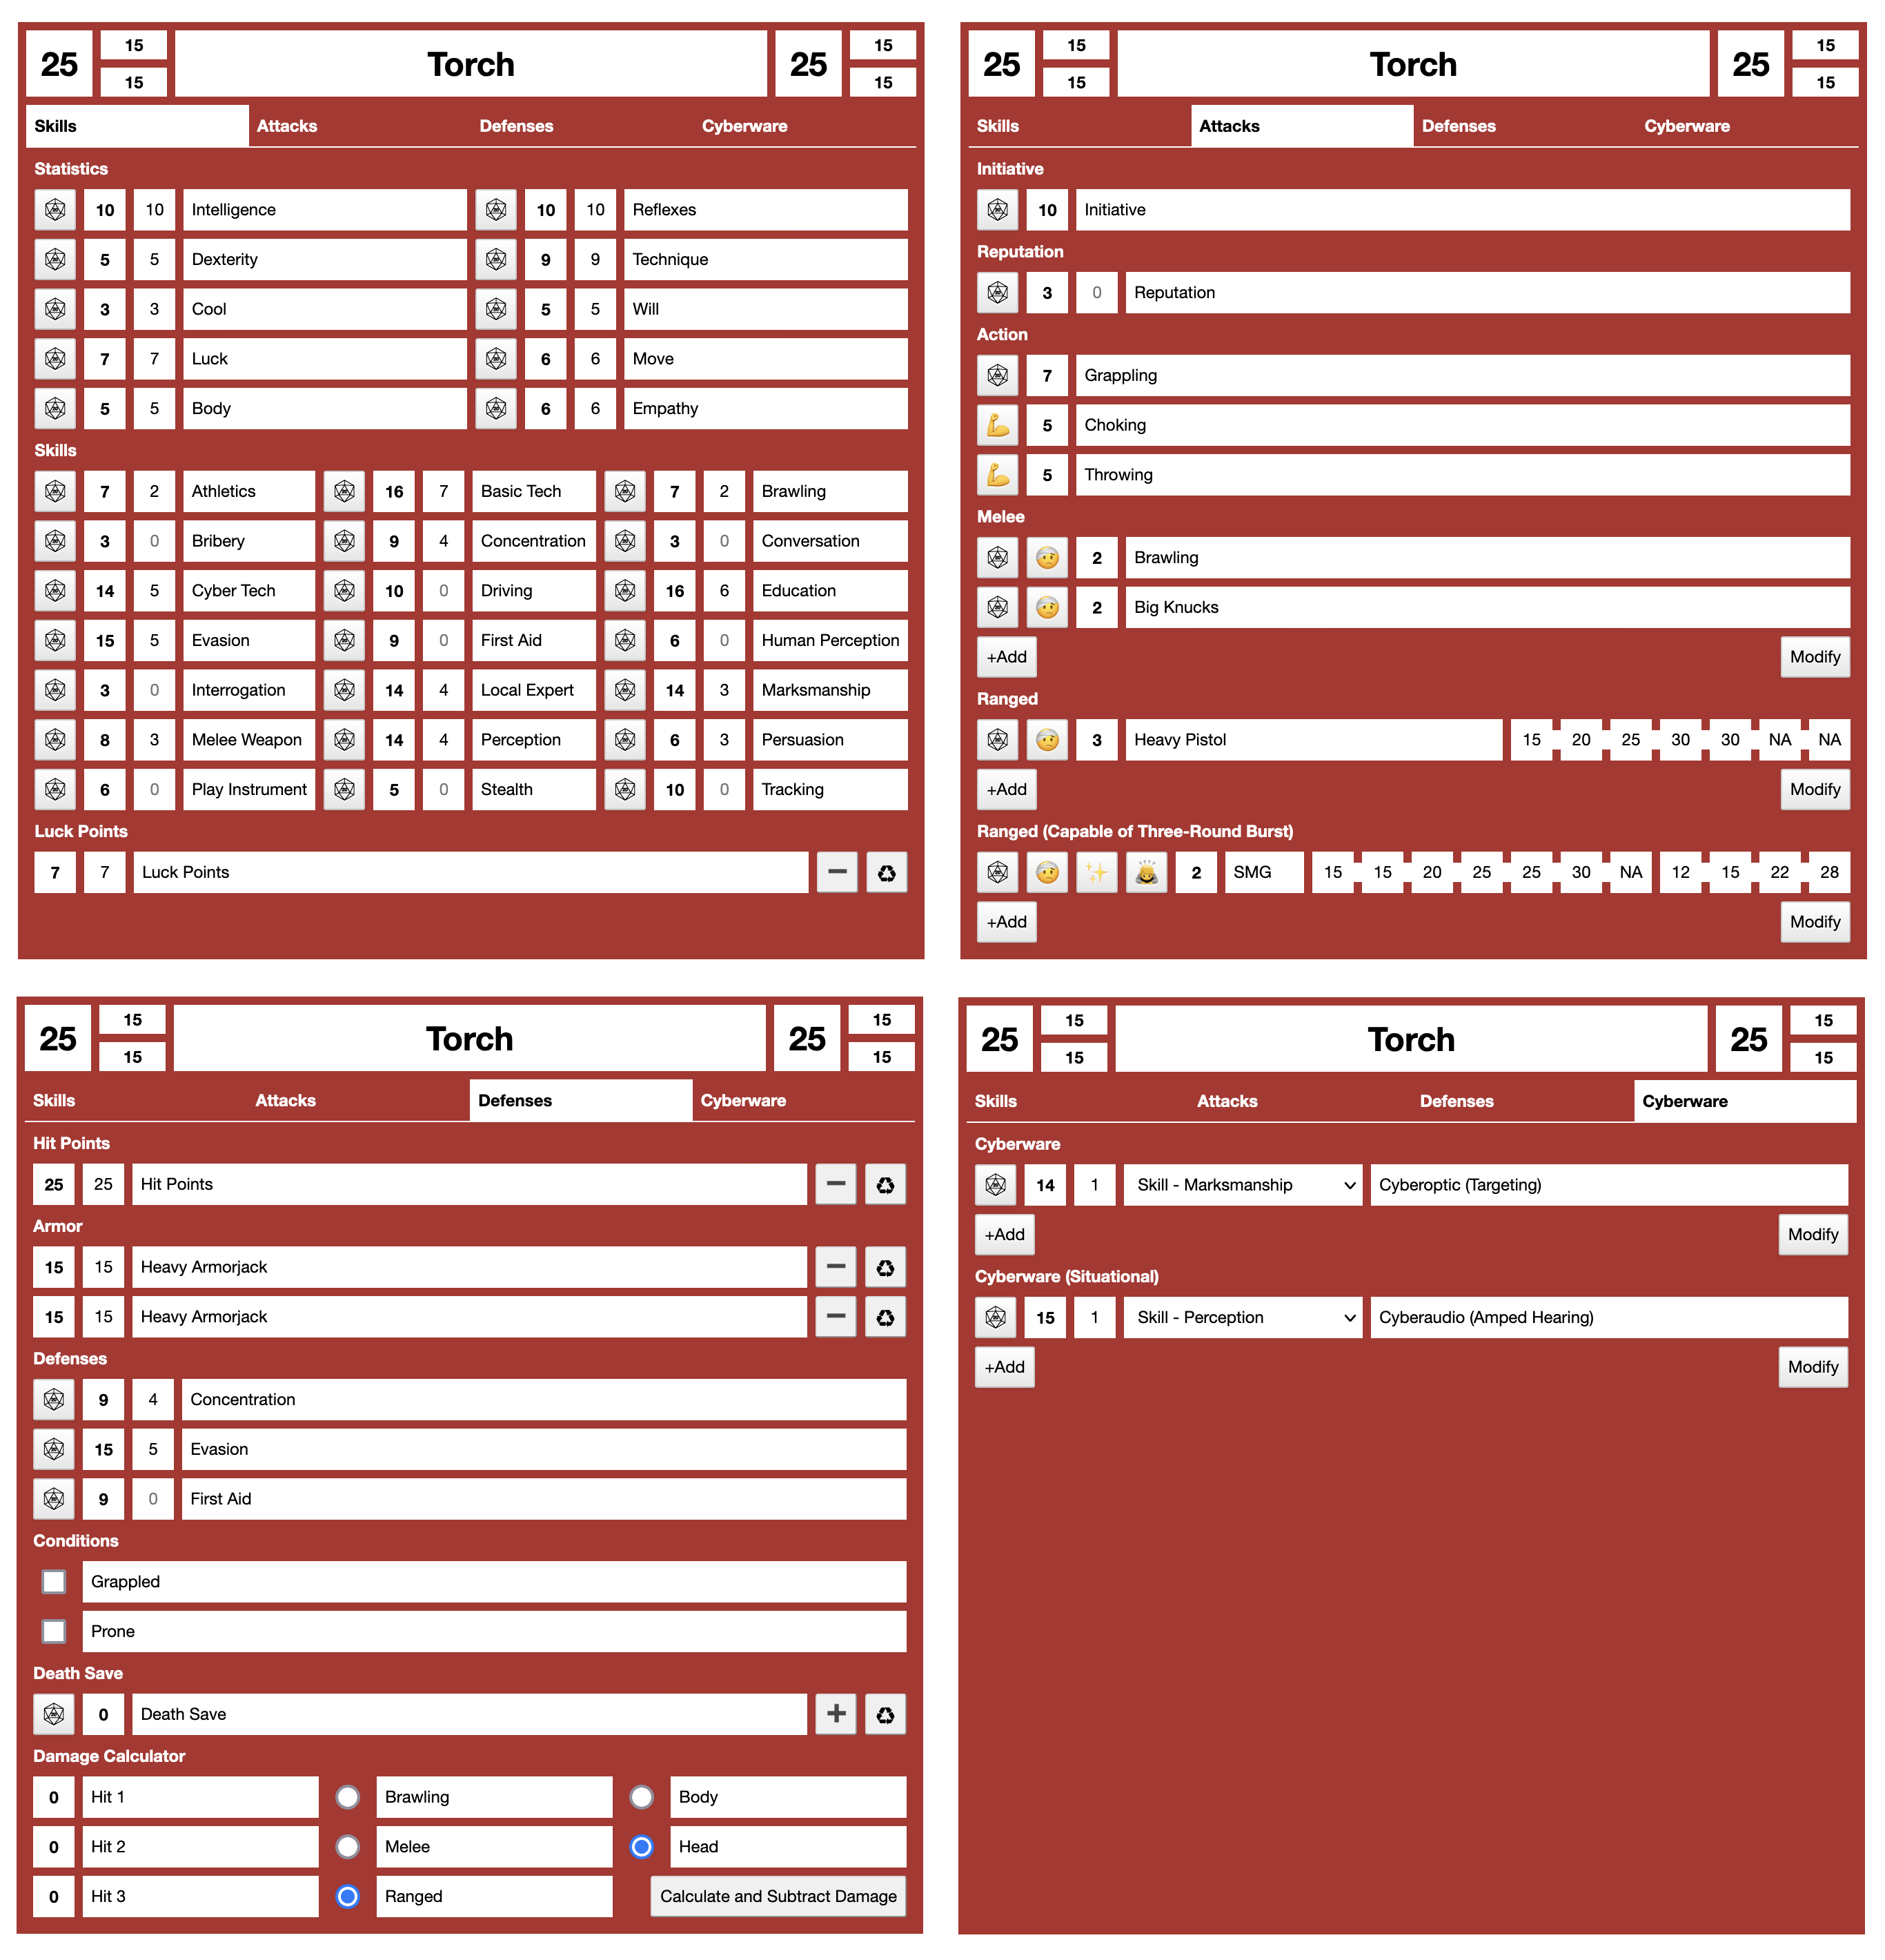 25 15 Torch 25 15
15 15
Skills Attacks Defenses Cyberware
Statistics
10 10 Intelligence 10 10 Reflexes
5 5 Dexterity 9 9 Technique
3 3 Cool 5 5 Will
7 7 Luck 6 6 Move
5 5 Body 6 6 Empathy
Skills
7 2 Athletics 16 7 Basic Tech 7 2 Brawling
3 0 Bribery 9 4 Concentration 3 0 Conversation
14 5 Cyber Tech 10 0 Driving 16 6 Education
15 5 Evasion 9 0 First Aid 6 0 Human Perception
3 0 Interrogation 14 4 Local Expert 14 3 Marksmanship
8 3 Melee Weapon 14 4 Perception 6 3 Persuasion
6 0 Play Instrument 5 0 Stealth 10 0 Tracking
Luck Points
7 7 Luck Points
25 15 Torch 25 15
15 15
Skills Attacks Defenses Cyberware
Initiative
10 Initiative
Reputation
3 0 Reputation
Action
7 Grappling
5 Choking
5 Throwing
Melee
2 Brawling
2 Big Knucks
+Add Modify
Ranged
3 Heavy Pistol 15 20 25 30 30 NA NA
+Add Modify
Ranged (Capable of Three-Round Burst)
2 SMG 15 15 20 25 25 30 NA 12 15 22 28
+Add Modify
25 15 Torch 25 15
15 15
Skills Attacks Defenses Cyberware
Hit Points
25 25 Hit Points
Armor
15 15 Heavy Armorjack
15 15 Heavy Armorjack
Defenses
9 4 Concentration
15 5 Evasion
9 0 First Aid
Conditions
Grappled
Prone
Death Save
0 Death Save
Damage Calculator
0 Hit 1 Brawling Body
0 Hit 2 Melee Head
0 Hit 3 Ranged Calculate and Subtract Damage
25 15 Torch 25 15
15 15
Skills Attacks Defenses Cyberware
Cyberware
14 1 Skill - Marksmanship Cyberoptic (Targeting)
+Add Modify
Cyberware (Situational)
15 1 Skill - Perception Cyberaudio (Amped Hearing)
+Add Modify